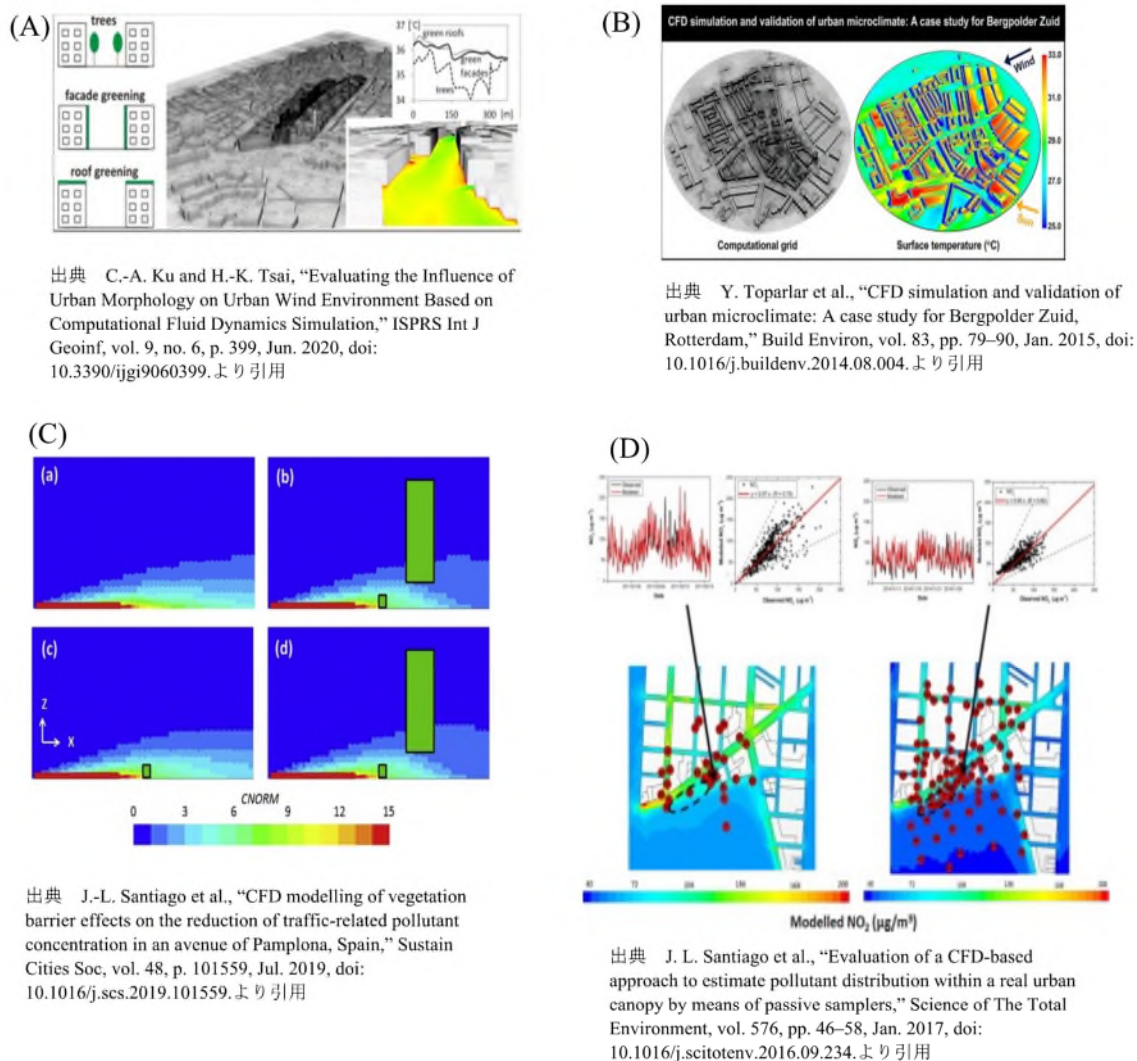 (A)
trees
facade greening
roof greening
37
[°C]
36
35
34
green roofs
green
facades
trees
0 150 300 [m]
出典 C.-A. Ku and H.-K. Tsai, “Evaluating the Influence of
Urban Morphology on Urban Wind Environment Based on
Computational Fluid Dynamics Simulation,” ISPRS Int J
Geoinf, vol. 9, no. 6, p. 399, Jun. 2020, doi:
10.3390/ijgi9060399.より引用
(B)
CFD simulation and validation of urban microclimate: A case study for Bergpolder Zuid
Wind
33.0
31.0
29.0
27.0
25.0
Sun
Computational grid
Surface temperature (°C)
出典 Y. Toparlar et al., “CFD simulation and validation of
urban microclimate: A case study for Bergpolder Zuid,
Rotterdam,” Build Environ, vol. 83, pp. 79–90, Jan. 2015, doi:
10.1016/j.buildenv.2014.08.004.より引用
(C)
(a)
(b)
(c)
Z
X
(d)
CNORM
0 3 6 9 12 15
出典 J.-L. Santiago et al., “CFD modelling of vegetation
barrier effects on the reduction of traffic-related pollutant
concentration in an avenue of Pamplona, Spain,” Sustain
Cities Soc, vol. 48, p. 101559, Jul. 2019, doi:
10.1016/j.scs.2019.101559.より引用
(D)
Modelled NO₂ (µg/m³)
出典 J. L. Santiago et al., “Evaluation of a CFD-based
approach to estimate pollutant distribution within a real urban
canopy by means of passive samplers,” Science of The Total
Environment, vol. 576, pp. 46–58, Jan. 2017, doi:
10.1016/j.scitotenv.2016.09.234.より引用